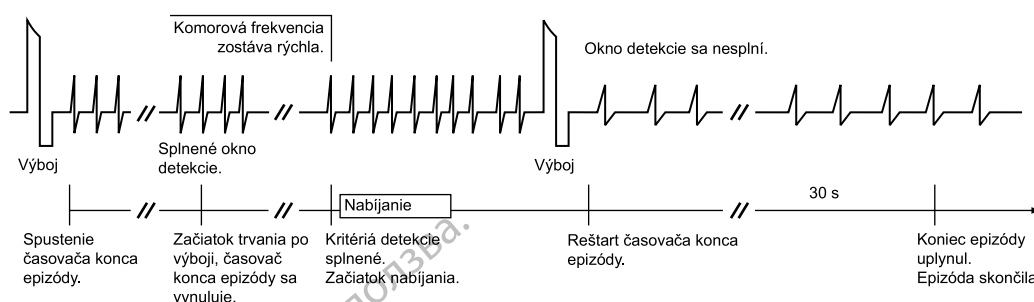 Komorová frekvencia
zostáva rýchla.
Okno detekcie sa nesplní.
Výboj
Splnené okno
detekcie.
Výboj
Nabíjanie
30 s
Spustenie
časovača konca
epizódy.
Začiatok trvania po
výboji, časovač
konca epizódy sa
vynuluje.
Kritériá detekcie
splnené.
Začiatok nabíjania.
Reštart časovača konca
epizódy.
Koniec epizódy
uplynul.
Epizóda skončila